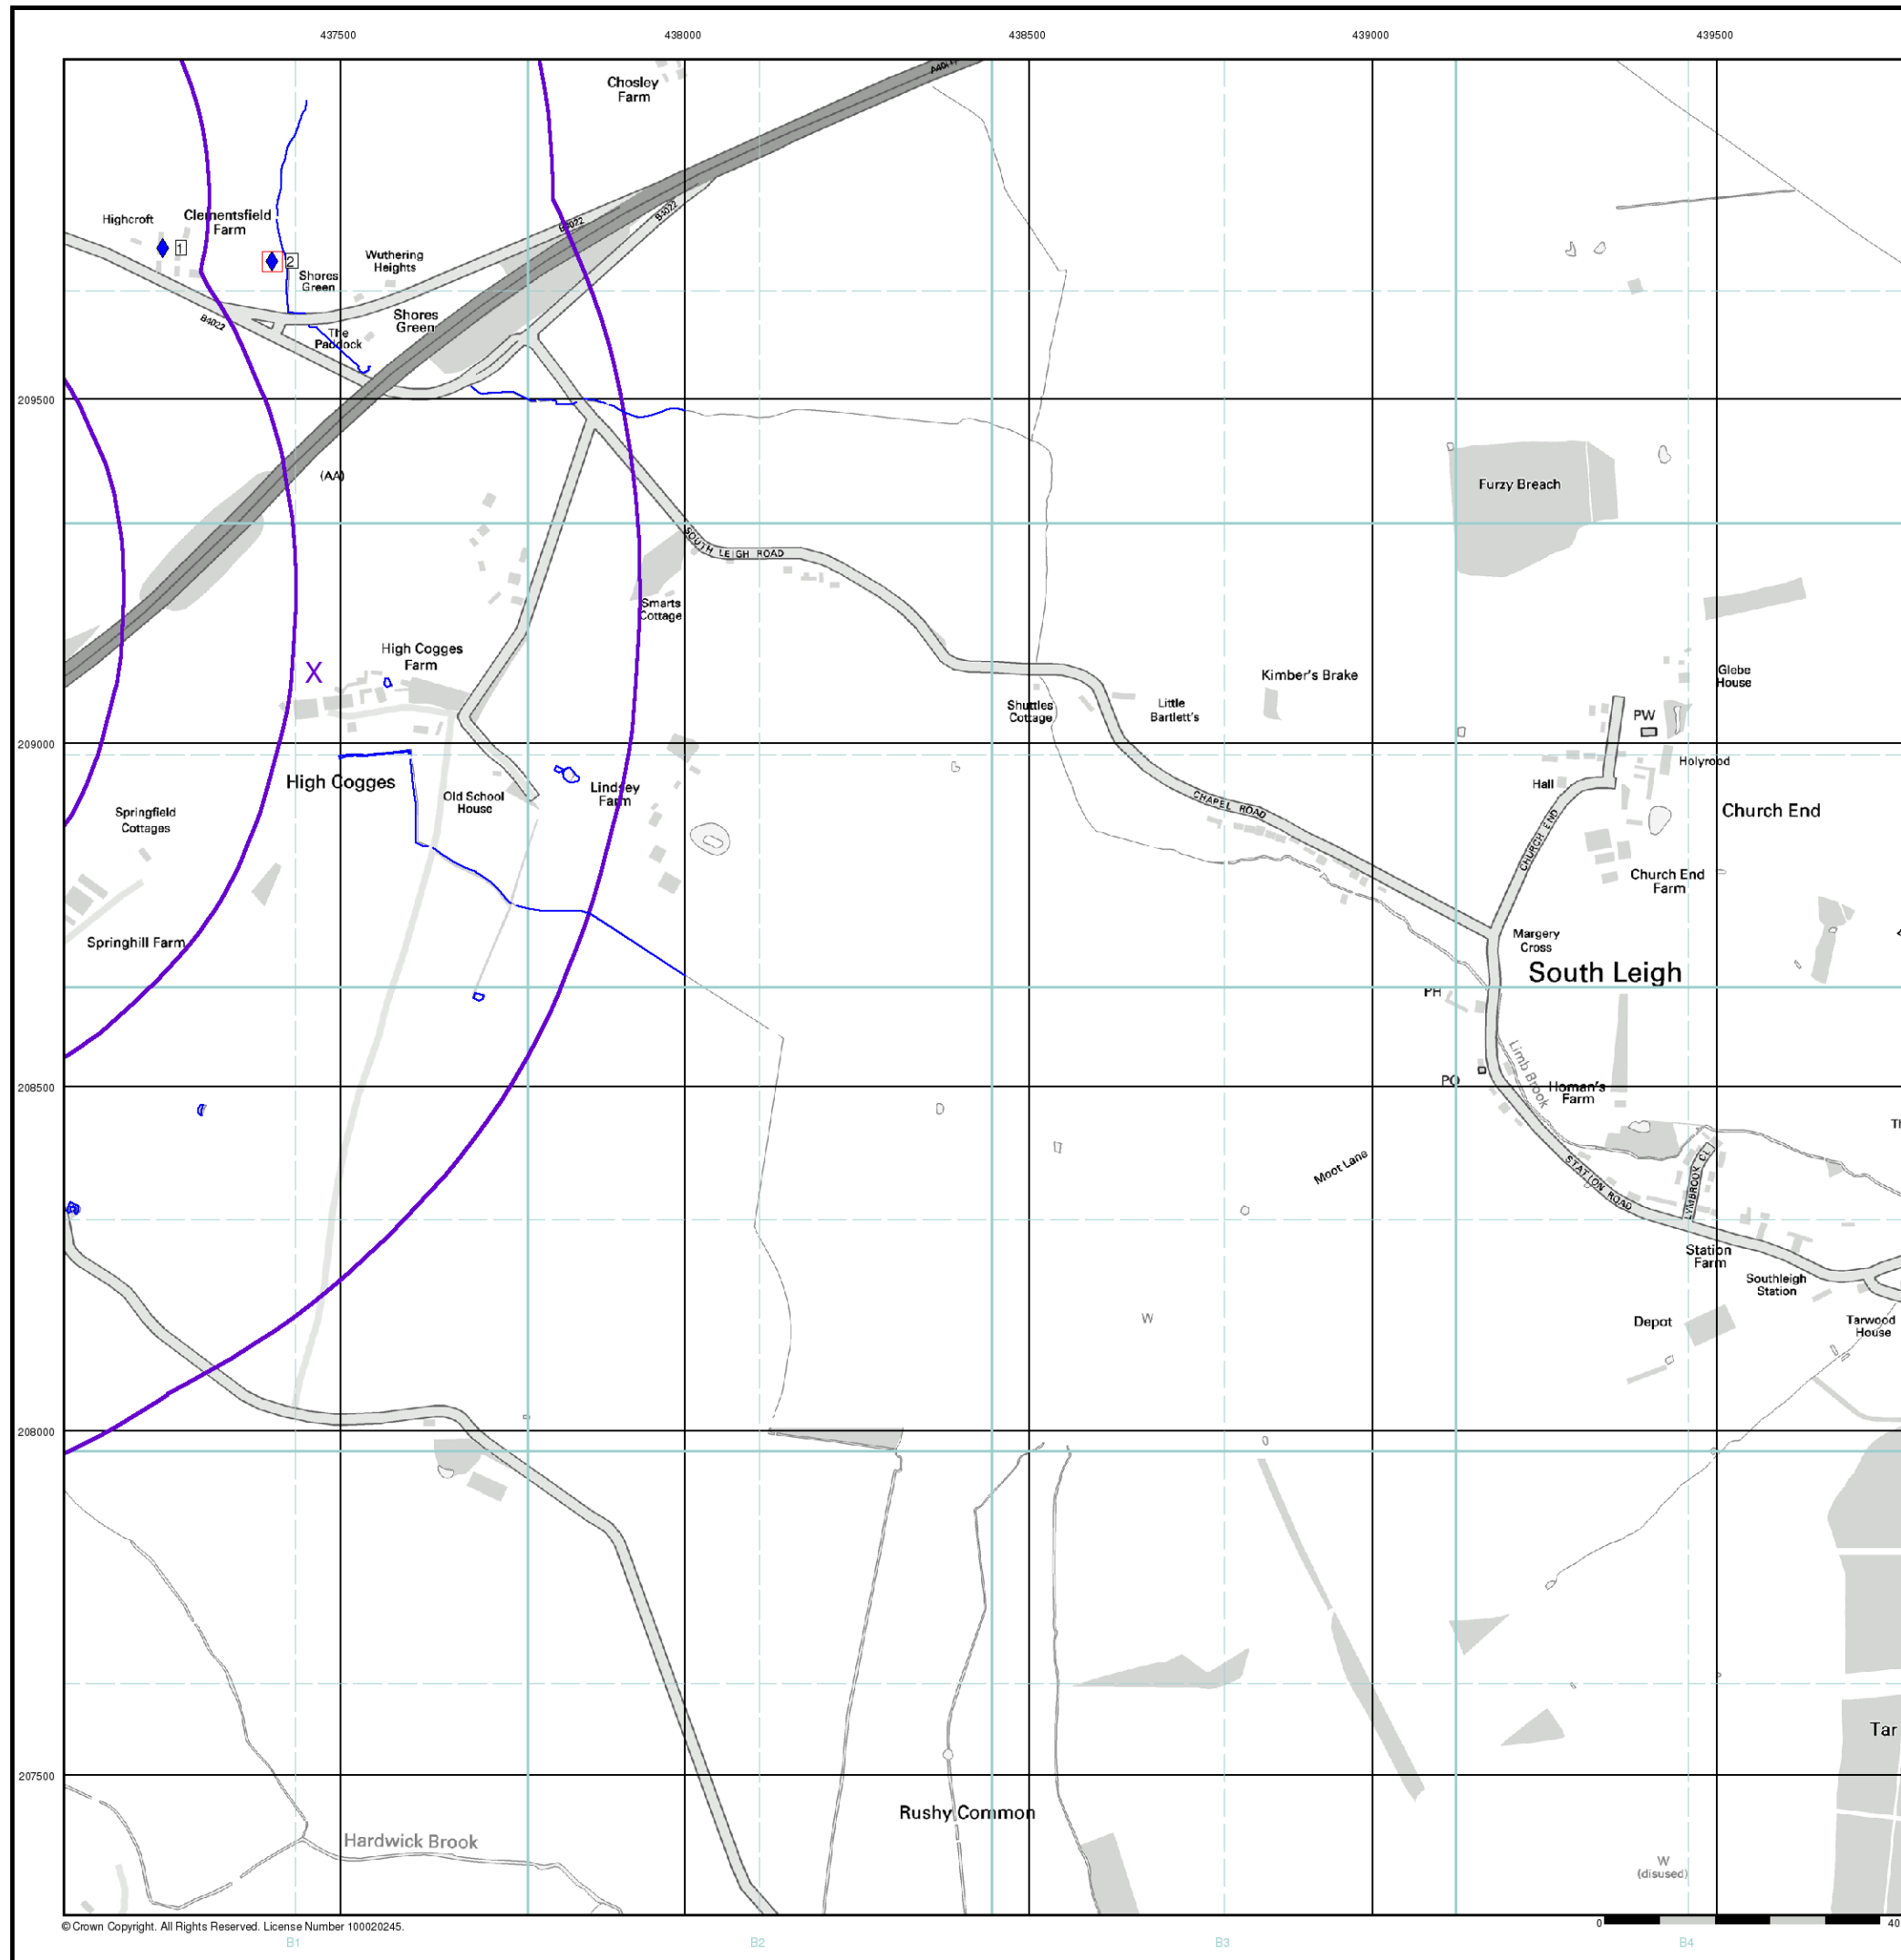 437500 438000 438500 439000 439500
Chosley
Farm
Highcroft
Clementsfield
Farm
1
2
B4022
B4022
Wuthering
Heights
Shores
Green
Shores
Green
The
Paddock
B4022
209500
(AA)
Furzy Breach
SOUTH LEIGH ROAD
Smarts
Cottage
High Cogges
Farm
X
Kimber's Brake
Glebe
House
Shuttles
Cottage
Little
Bartlett's
PW
209000
Holyrood
High Cogges
Old School
House
Lindsey
Farm
Hall
Springfield
Cottages
CHAPEL ROAD
CHURCH END
Church End
Church End
Farm
Springhill Farm
Margery
Cross
South Leigh
PH
Limb Brook
PO
208500
Homan's
Farm
Moot Lane
STATION ROAD
LYMBROOK CL
Station
Farm
Southleigh
Station
W
Depot
Tarwood
House
208000
Tar
207500
Rushy Common
Hardwick Brook
W
(disused)
© Crown Copyright. All Rights Reserved. License Number 100020245.
0 40
B1 B2 B3 B4